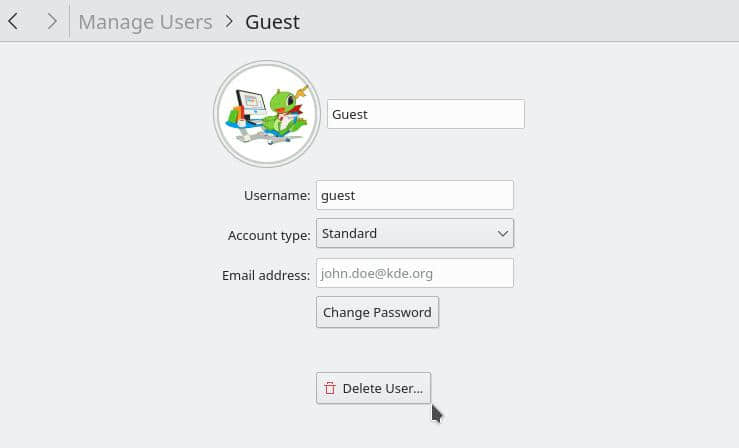 Manage Users > Guest
Guest
Username: guest
Account type: Standard
Email address: john.doe@kde.org
Change Password
Delete User...